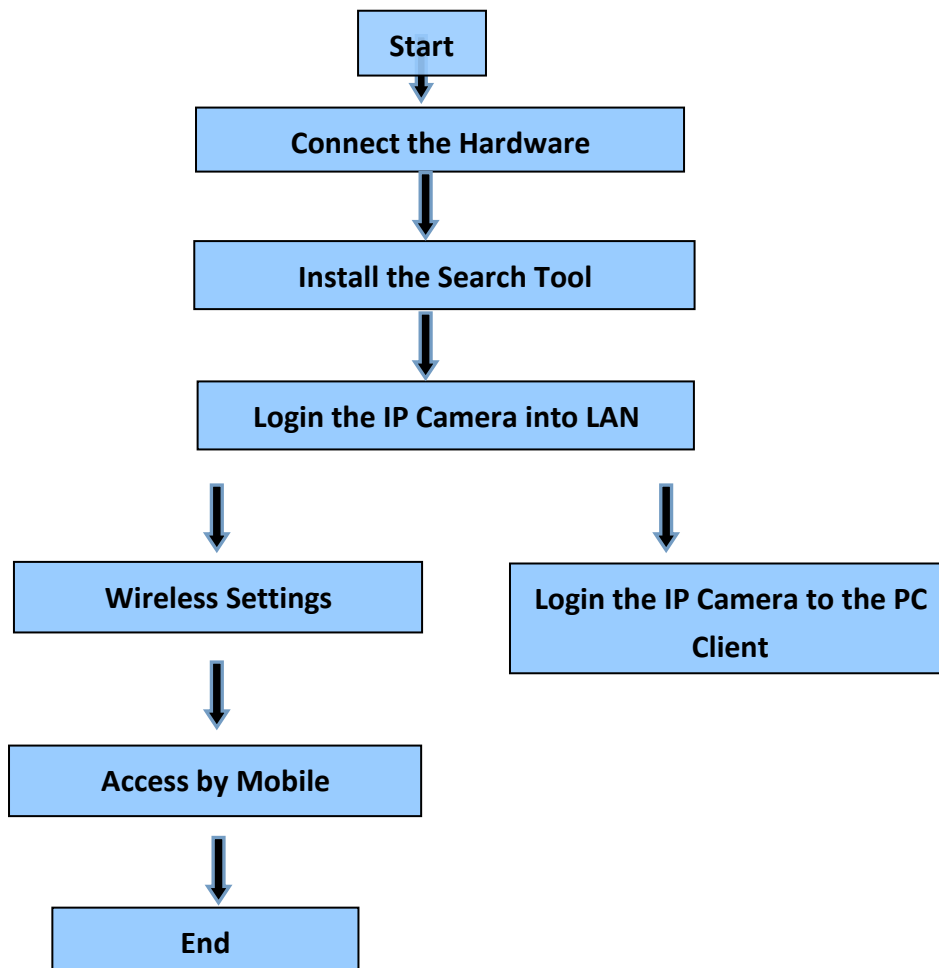 Start
Connect the Hardware
Install the Search Tool
Login the IP Camera into LAN
Wireless Settings
Login the IP Camera to the PC
Client
Access by Mobile
End